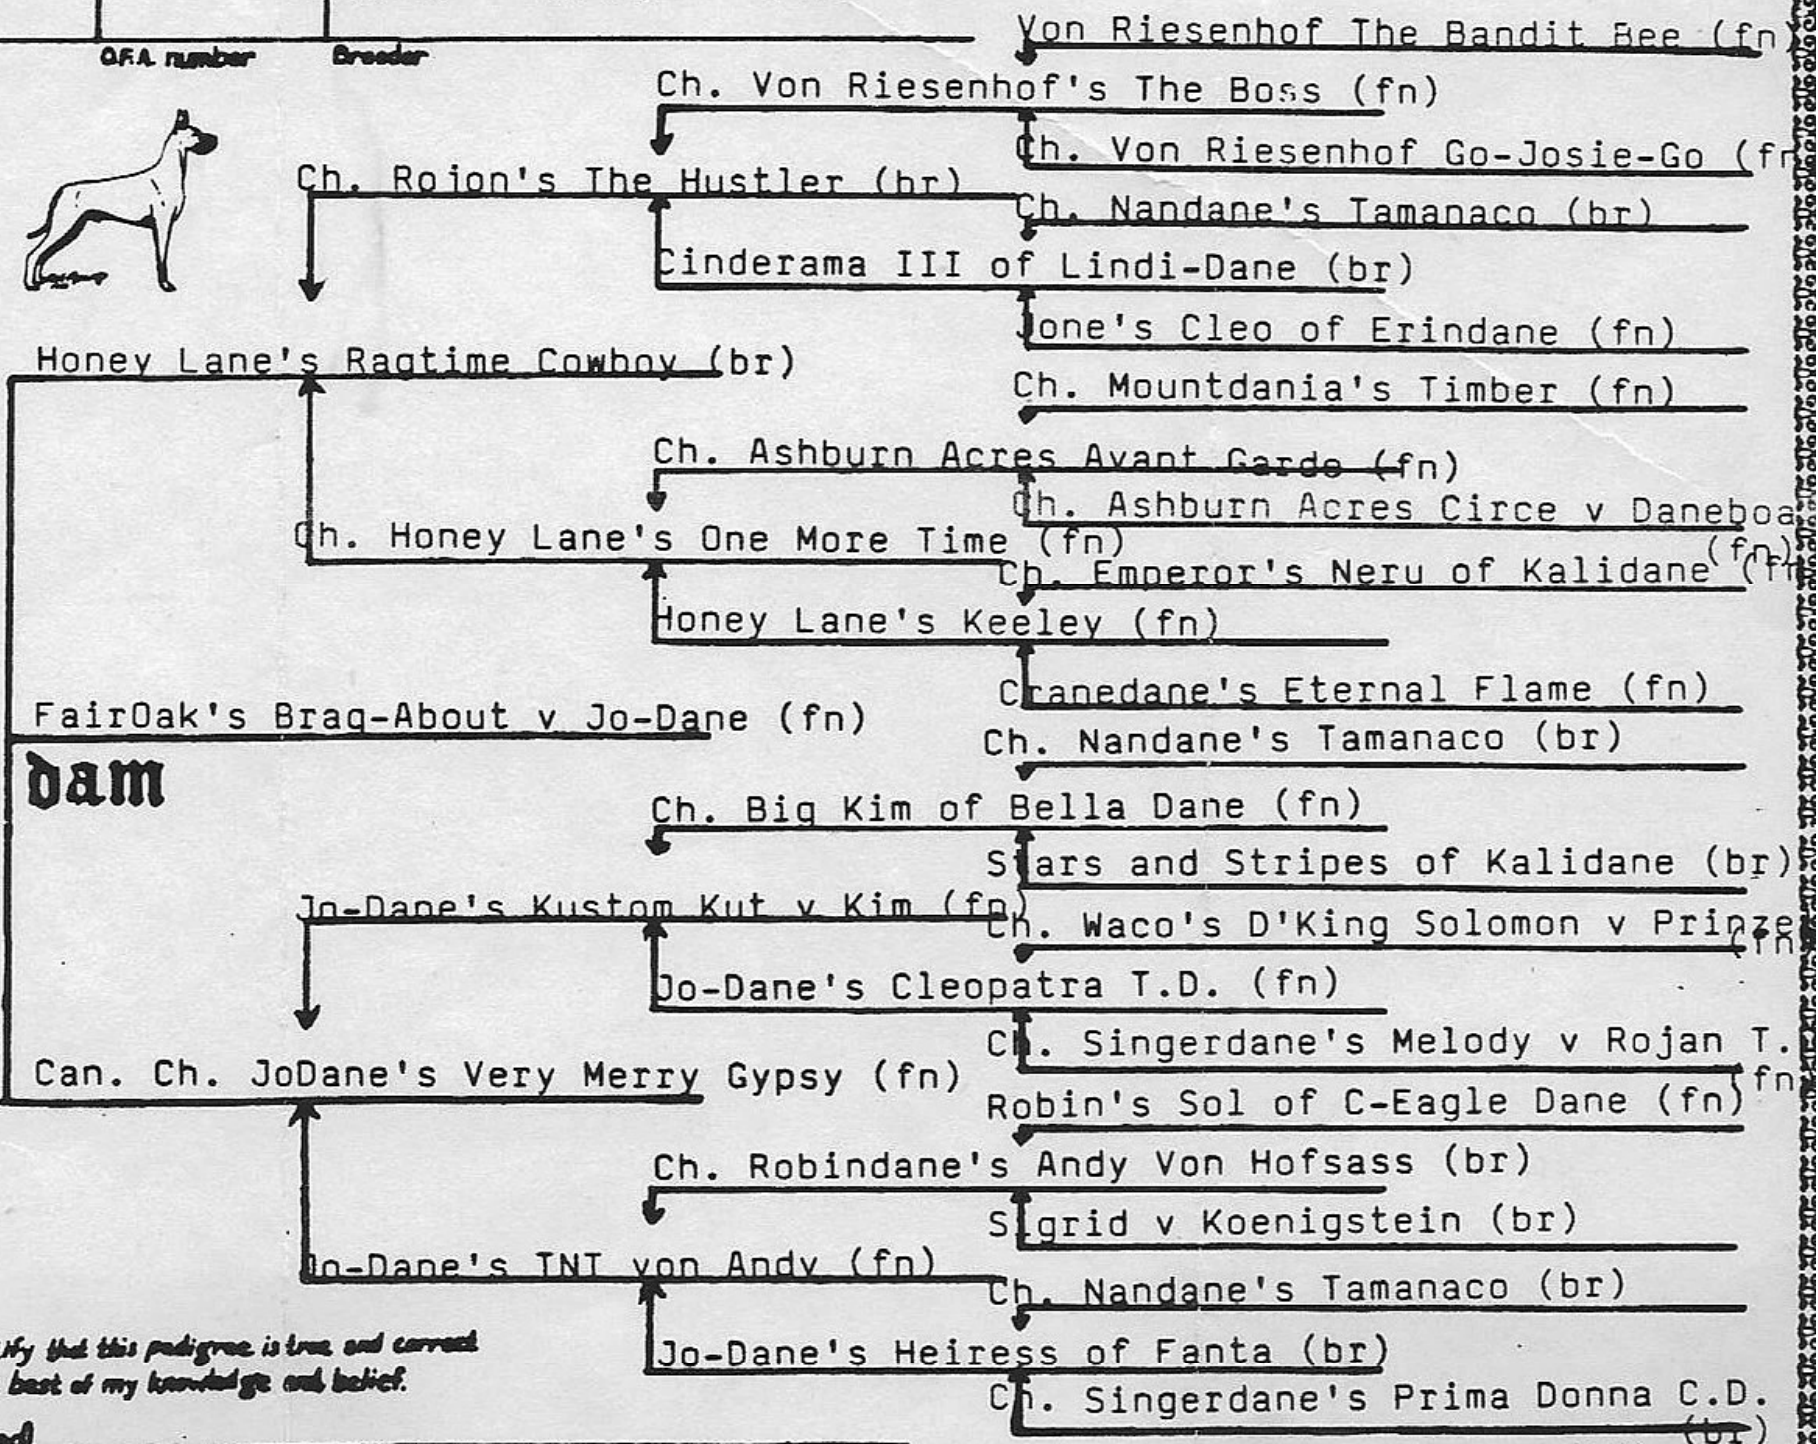 O.F.A. number
Breeder
Von Riesenhof The Bandit Bee (fn)
Ch. Von Riesenhof's The Boss (fn)
Ch. Von Riesenhof Go-Josie-Go (fn
Ch. Rojon's The Hustler (br)
Ch. Nandane's Tamanaco (br)
Cinderama III of Lindi-Dane (br)
Jone's Cleo of Erindane (fn)
Honey Lane's Ragtime Cowboy (br)
Ch. Mountdania's Timber (fn)
Ch. Ashburn Acres Avant Garde (fn)
Ch. Ashburn Acres Circe v Daneboa
(fn)
Ch. Honey Lane's One More Time (fn)
Ch. Emperor's Neru of Kalidane (fn
Honey Lane's Keeley (fn)
Cranedane's Eternal Flame (fn)
FairOak's Brag-About v Jo-Dane (fn)
Ch. Nandane's Tamanaco (br)
dam
Ch. Big Kim of Bella Dane (fn)
Stars and Stripes of Kalidane (br)
Jo-Dane's Kustom Kut v Kim (fn)
Ch. Waco's D'King Solomon v Prinze
(fn
Jo-Dane's Cleopatra T.D. (fn)
Ch. Singerdane's Melody v Rojan T.
(fn
Can. Ch. JoDane's Very Merry Gypsy (fn)
Robin's Sol of C-Eagle Dane (fn)
Ch. Robindane's Andy Von Hofsass (br)
Sigrid v Koenigstein (br)
Jo-Dane's TNT von Andy (fn)
Ch. Nandane's Tamanaco (br)
Jo-Dane's Heiress of Fanta (br)
Ch. Singerdane's Prima Donna C.D.
(br)
ify that this pedigree is true and correct
best of my knowledge and belief.